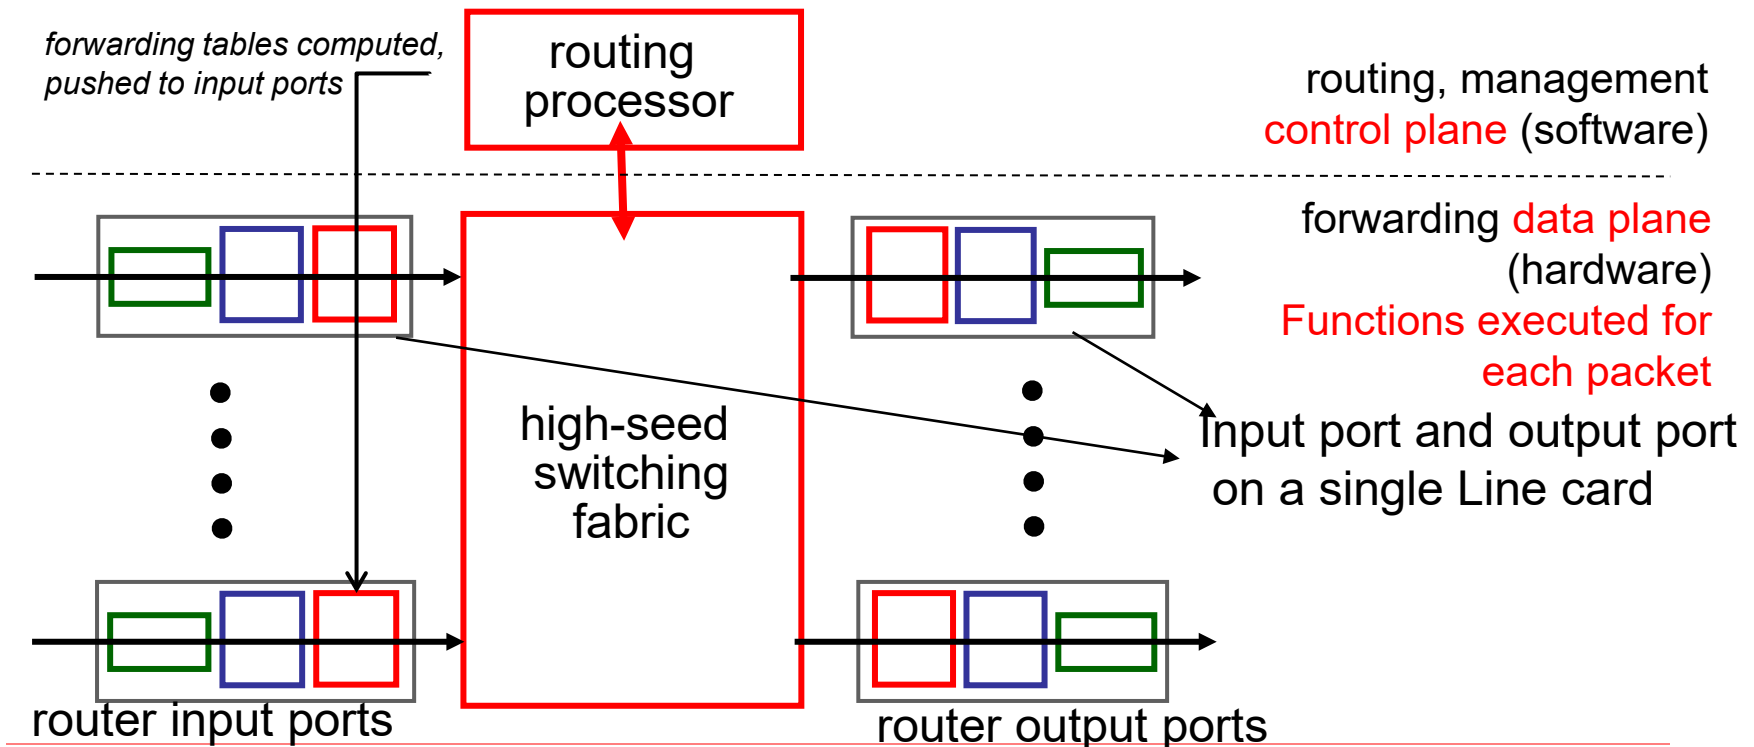 forwarding tables computed,
pushed to input ports
routing
processor
routing, management
control plane (software)
forwarding data plane
(hardware)
Functions executed for
each packet
high-seed
switching
fabric
Input port and output port
on a single Line card
router input ports
router output ports